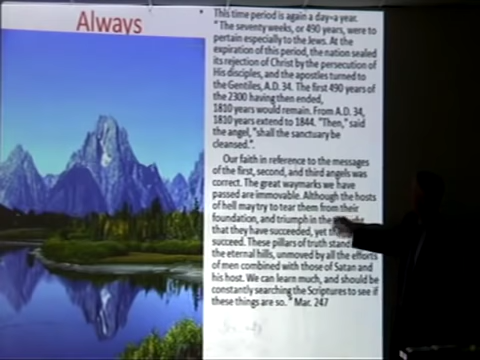 Always
• This time period is again a day=a year.
"The seventy weeks, or 490 years, were to
pertain especially to the Jews. At the
expiration of this period, the nation sealed
its rejection of Christ by the persecution of
His disciples, and the apostles turned to
the Gentiles, A.D. 34. The first 490 years of
the 2300 having then ended,
1810 years would remain. From A.D. 34,
1810 years extend to 1844. "Then," said
the angel, "shall the sanctuary be
cleansed.".
Our faith in reference to the messages
of the first, second, and third angels was
correct. The great waymarks we have
passed are immovable. Although the hosts
of hell may try to tear them from their
foundation, and triumph in the
that they have succeeded, yet
succeed. These pillars of truth stand
the eternal hills, unmoved by all the efforts
of men combined with those of Satan and
his host. We can learn much, and should be
constantly searching the Scriptures to see if
these things are so." Mar. 247